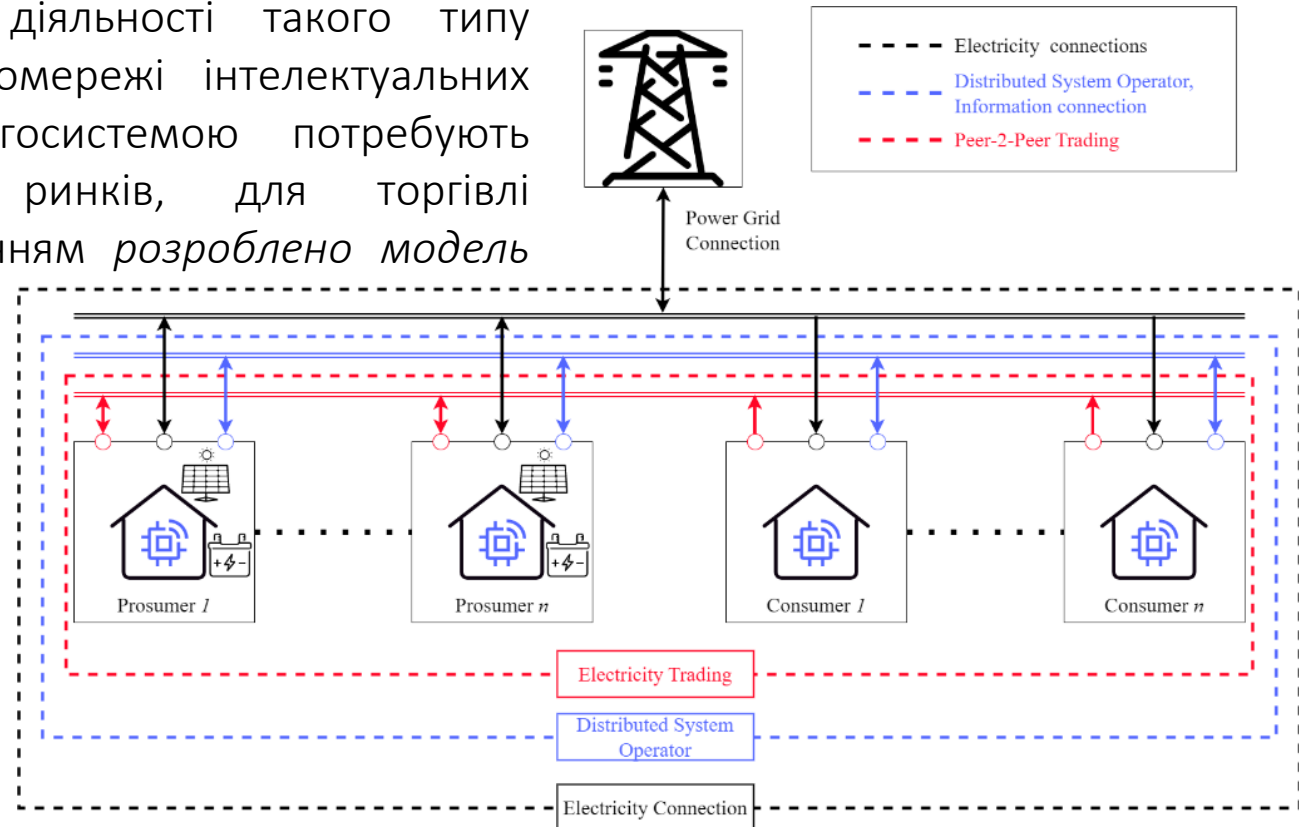 діяльності такого типу
омережі інтелектуальних
госистемою потребують
ринків, для торгівлі
нням розроблено модель
Electricity connections
Distributed System Operator,
Information connection
Peer-2-Peer Trading
Power Grid
Connection
Prosumer 1
Prosumer n
Consumer 1
Consumer n
Electricity Trading
Distributed System
Operator
Electricity Connection